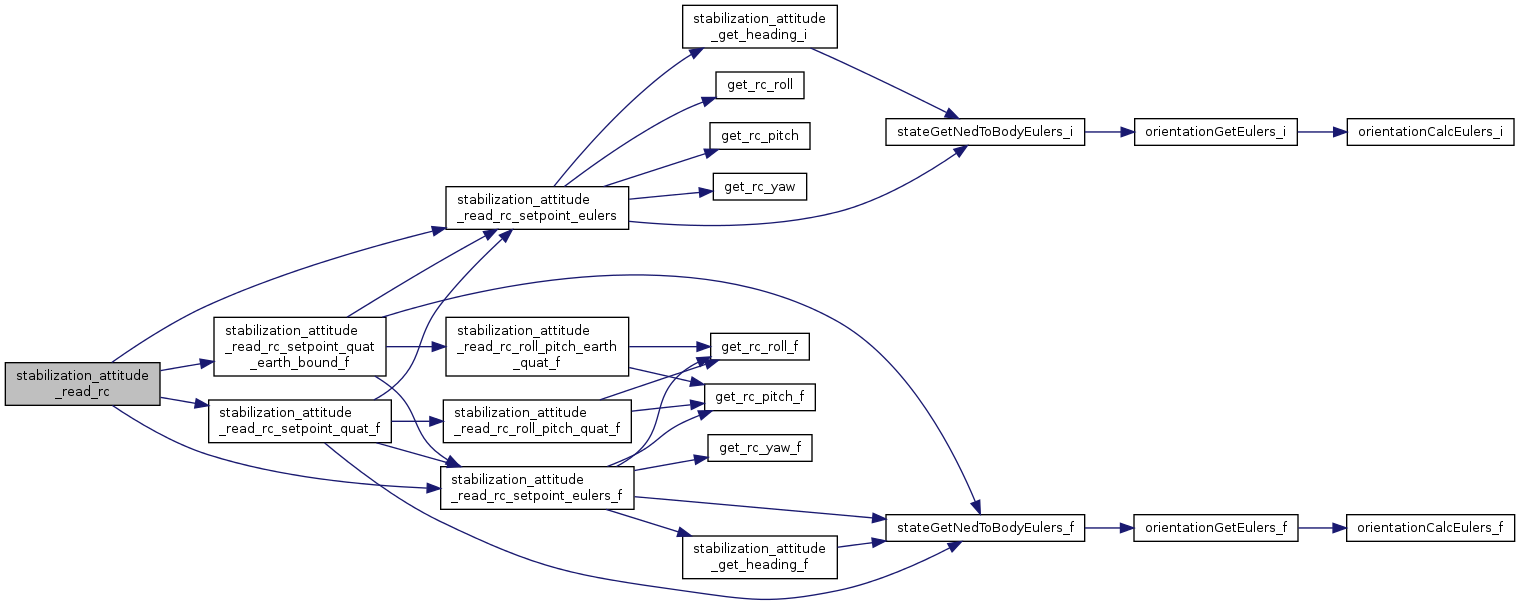 stabilization_attitude
_read_rc
stabilization_attitude
_read_rc_setpoint_quat
_earth_bound_f
stabilization_attitude
_read_rc_setpoint_quat_f
stabilization_attitude
_read_rc_setpoint_eulers
stabilization_attitude
_read_rc_roll_pitch_earth
_quat_f
stabilization_attitude
_read_rc_roll_pitch_quat_f
stabilization_attitude
_read_rc_setpoint_eulers_f
stabilization_attitude
_get_heading_i
get_rc_roll
get_rc_pitch
get_rc_yaw
get_rc_roll_f
get_rc_pitch_f
get_rc_yaw_f
stabilization_attitude
_get_heading_f
stateGetNedToBodyEulers_i
orientationGetEulers_i
orientationCalcEulers_i
stateGetNedToBodyEulers_f
orientationGetEulers_f
orientationCalcEulers_f